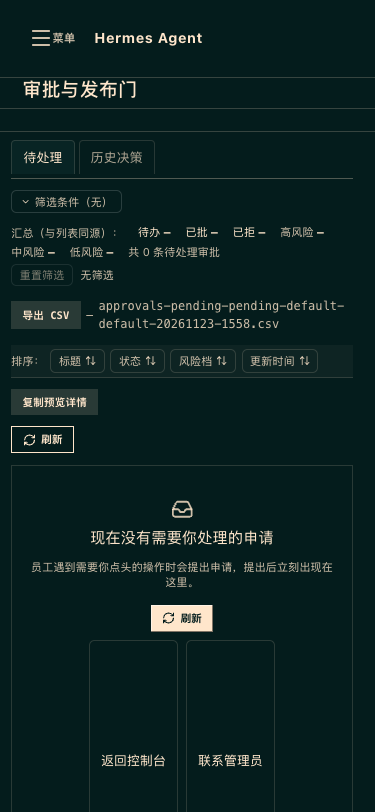 菜单 Hermes Agent
审批与发布门
待处理 历史决策
筛选条件（无）
汇总（与列表同源）： 待办 — 已批 — 已拒 — 高风险 —
中风险 — 低风险 — 共 0 条待处理审批
重置筛选 无筛选
导出 CSV — approvals-pending-pending-default-
default-20261123-1558.csv
排序： 标题 ⇅ 状态 ⇅ 风险档 ⇅ 更新时间 ⇅
复制预览详情
刷新
现在没有需要你处理的申请
员工遇到需要你点头的操作时会提出申请，提出后立刻出现在
这里。
刷新
返回控制台 联系管理员